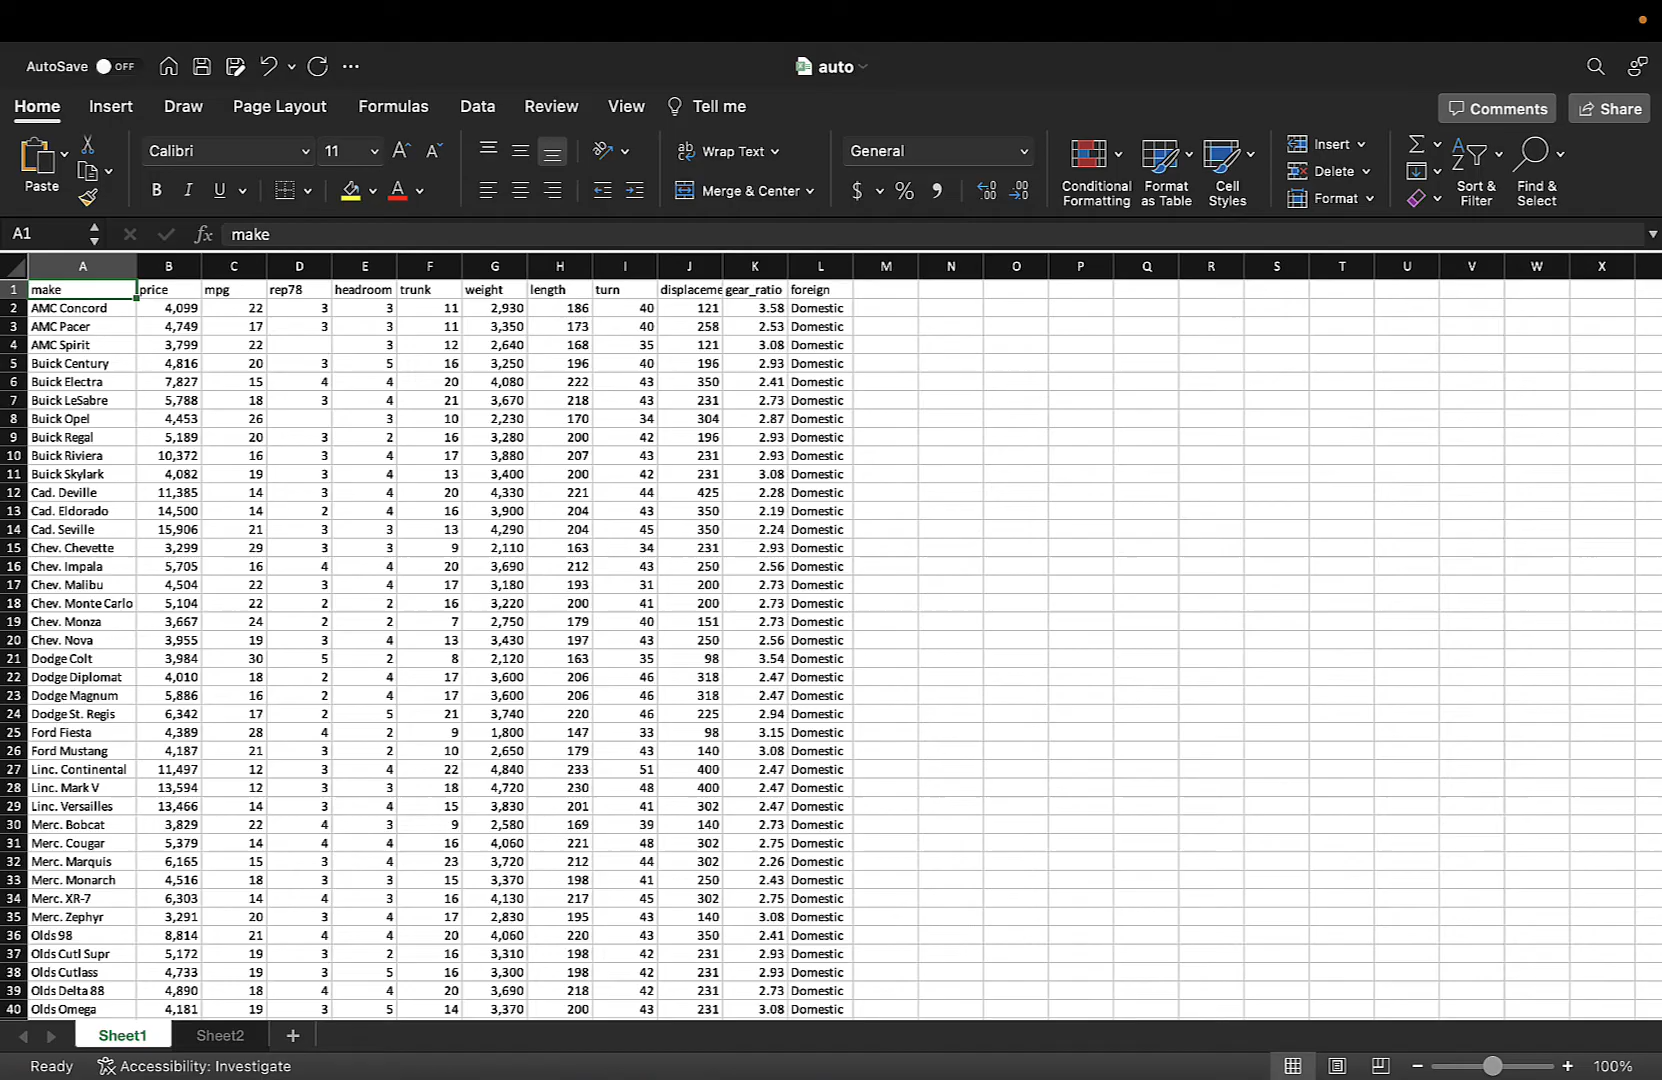 AutoSave OFF
auto
Home Insert Draw Page Layout Formulas Data Review View Tell me Comments Share
Calibri 11 Wrap Text General Insert
Paste B I U Merge & Center $ % Conditional Formatting Format as Table Cell Styles Delete Format Sort & Filter Find & Select
A1 fx make
A B C D E F G H I J K L M N O P Q R S T U V W X
1 make price mpg rep78 headroom trunk weight length turn displaceme gear_ratio foreign
2 AMC Concord 4,099 22 3 3 11 2,930 186 40 121 3.58 Domestic
3 AMC Pacer 4,749 17 3 3 11 3,350 173 40 258 2.53 Domestic
4 AMC Spirit 3,799 22 3 12 2,640 168 35 121 3.08 Domestic
5 Buick Century 4,816 20 3 5 16 3,250 196 40 196 2.93 Domestic
6 Buick Electra 7,827 15 4 4 20 4,080 222 43 350 2.41 Domestic
7 Buick LeSabre 5,788 18 3 4 21 3,670 218 43 231 2.73 Domestic
8 Buick Opel 4,453 26 3 10 2,230 170 34 304 2.87 Domestic
9 Buick Regal 5,189 20 3 2 16 3,280 200 42 196 2.93 Domestic
10 Buick Riviera 10,372 16 3 4 17 3,880 207 43 231 2.93 Domestic
11 Buick Skylark 4,082 19 3 4 13 3,400 200 42 231 3.08 Domestic
12 Cad. Deville 11,385 14 3 4 20 4,330 221 44 425 2.28 Domestic
13 Cad. Eldorado 14,500 14 2 4 16 3,900 204 43 350 2.19 Domestic
14 Cad. Seville 15,906 21 3 3 13 4,290 204 45 350 2.24 Domestic
15 Chev. Chevette 3,299 29 3 3 9 2,110 163 34 231 2.93 Domestic
16 Chev. Impala 5,705 16 4 4 20 3,690 212 43 250 2.56 Domestic
17 Chev. Malibu 4,504 22 3 4 17 3,180 193 31 200 2.73 Domestic
18 Chev. Monte Carlo 5,104 22 2 2 16 3,220 200 41 200 2.73 Domestic
19 Chev. Monza 3,667 24 2 2 7 2,750 179 40 151 2.73 Domestic
20 Chev. Nova 3,955 19 3 4 13 3,430 197 43 250 2.56 Domestic
21 Dodge Colt 3,984 30 5 2 8 2,120 163 35 98 3.54 Domestic
22 Dodge Diplomat 4,010 18 2 4 17 3,600 206 46 318 2.47 Domestic
23 Dodge Magnum 5,886 16 2 4 17 3,600 206 46 318 2.47 Domestic
24 Dodge St. Regis 6,342 17 2 5 21 3,740 220 46 225 2.94 Domestic
25 Ford Fiesta 4,389 28 4 2 9 1,800 147 33 98 3.15 Domestic
26 Ford Mustang 4,187 21 3 2 10 2,650 179 43 140 3.08 Domestic
27 Linc. Continental 11,497 12 3 4 22 4,840 233 51 400 2.47 Domestic
28 Linc. Mark V 13,594 12 3 3 18 4,720 230 48 400 2.47 Domestic
29 Linc. Versailles 13,466 14 3 4 15 3,830 201 41 302 2.47 Domestic
30 Merc. Bobcat 3,829 22 4 3 9 2,580 169 39 140 2.73 Domestic
31 Merc. Cougar 5,379 14 4 4 16 4,060 221 48 302 2.75 Domestic
32 Merc. Marquis 6,165 15 3 4 23 3,720 212 44 302 2.26 Domestic
33 Merc. Monarch 4,516 18 3 3 15 3,370 198 41 250 2.43 Domestic
34 Merc. XR-7 6,303 14 4 3 16 4,130 217 45 302 2.75 Domestic
35 Merc. Zephyr 3,291 20 3 4 17 2,830 195 43 140 3.08 Domestic
36 Olds 98 8,814 21 4 4 20 4,060 220 43 350 2.41 Domestic
37 Olds Cutl Supr 5,172 19 3 2 16 3,310 198 42 231 2.93 Domestic
38 Olds Cutlass 4,733 19 3 5 16 3,300 198 42 231 2.93 Domestic
39 Olds Delta 88 4,890 18 4 4 20 3,690 218 42 231 2.73 Domestic
40 Olds Omega 4,181 19 3 5 14 3,370 200 43 231 3.08 Domestic
Sheet1 Sheet2
Ready Accessibility: Investigate 100%